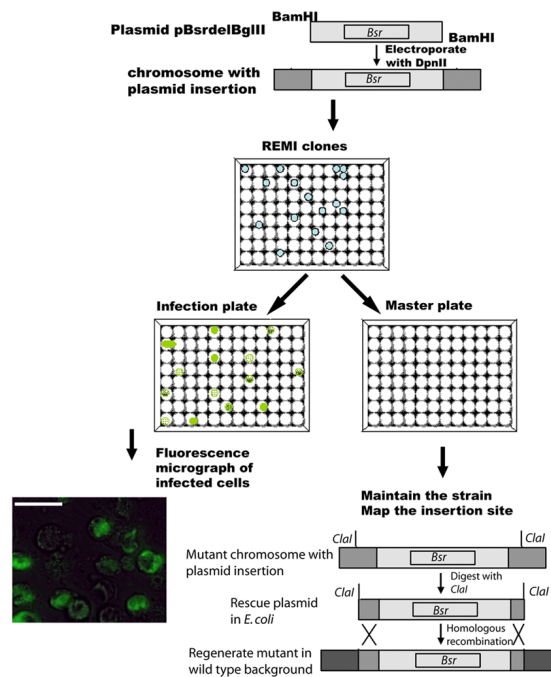 BamHI
Plasmid pBsrdelBglII
Bsr
BamHI
Electroporate
with DpnII
chromosome with
plasmid insertion
Bsr
REMI clones
Infection plate
Master plate
Fluorescence
micrograph of
infected cells
Maintain the strain
Map the insertion site
ClaI
ClaI
Mutant chromosome with
plasmid insertion
Bsr
Digest with
ClaI
ClaI
ClaI
Rescue plasmid
in E. coli
Bsr
Homologous
recombination
Regenerate mutant in
wild type background
Bsr